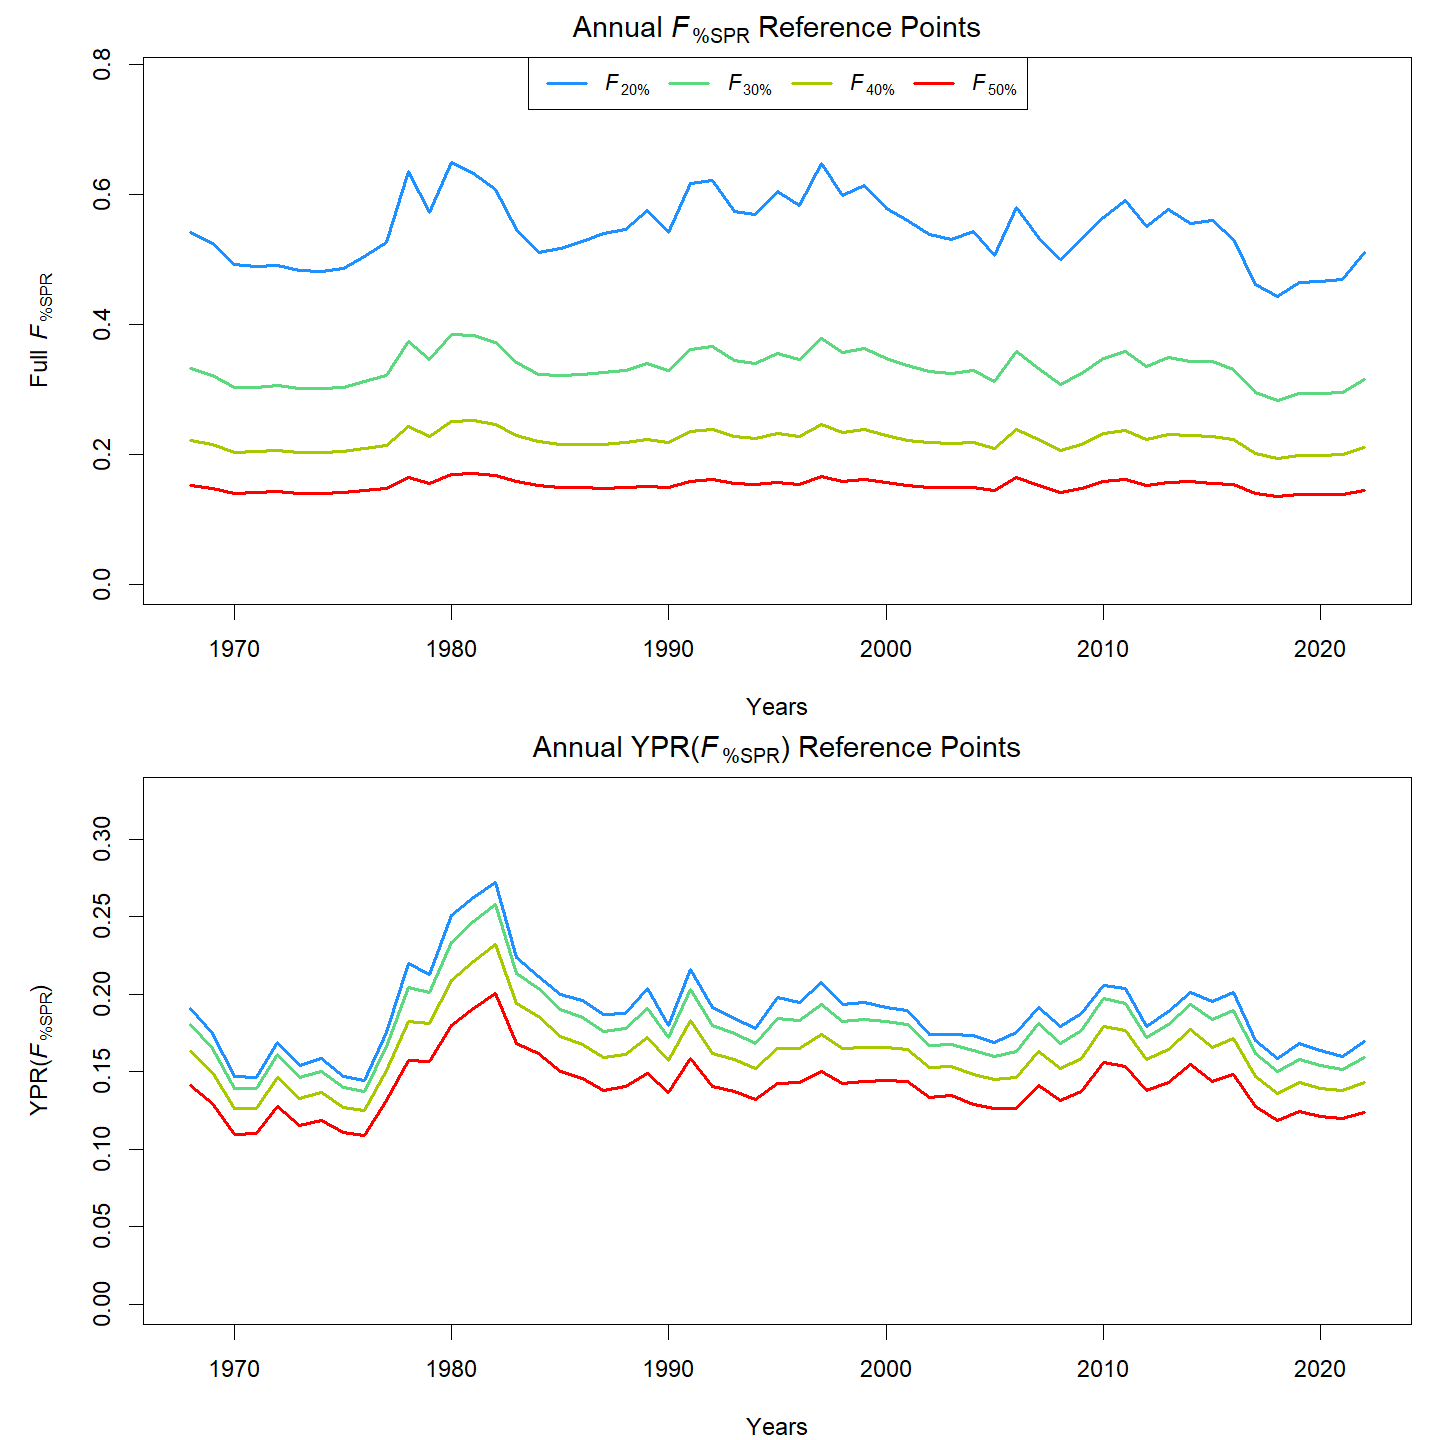 Annual F%SPR Reference Points
F20% F30% F40% F50%
Full F%SPR
0.8
0.6
0.4
0.2
0.0
1970 1980 1990 2000 2010 2020
Years
Annual YPR(F%SPR) Reference Points
YPR(F%SPR)
0.30
0.25
0.20
0.15
0.10
0.05
0.00
1970 1980 1990 2000 2010 2020
Years